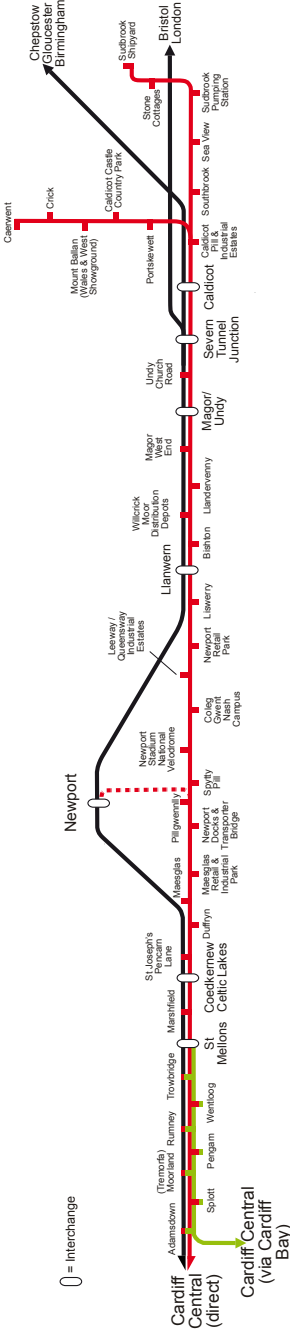 = Interchange
Cardiff
Central
(direct)
Cardiff Central
(via Cardiff
Bay)
Adamsdown
Splott
(Tremorfa)
Moorland
Pengam
Rumney
Wentloog
Trowbridge
St
Mellons
Marshfield
Coedkernew
Celtic Lakes
St Joseph's
Pencarn
Lane
Duffryn
Maesglas
Maesglas
Retail &
Industrial
Park
Newport
Pillgwennlly
Newport
Docks &
Transporter
Bridge
Spytty
Pill
Newport
Stadium
National
Velodrome
Coleg
Gwent
Nash
Campus
Leeway /
Queensway
Industrial
Estates
Newport
Retail
Park
Liswerry
Llanwern
Bishton
Willcrick
Moor
Distribution
Depots
Llandervenny
Magor
West
End
Magor/
Undy
Undy
Church
Road
Severn
Tunnel
Junction
Caldicot
Caldicot
Pill &
Industrial
Estates
Portskewett
Caldicot Castle
Country Park
Mount Ballan
(Wales & West
Showground)
Crick
Caerwent
Southbrook
Sea View
Sudbrook
Pumping
Station
Stone
Cottages
Sudbrook
Shipyard
Chepstow
Gloucester
Birmingham
Bristol
London